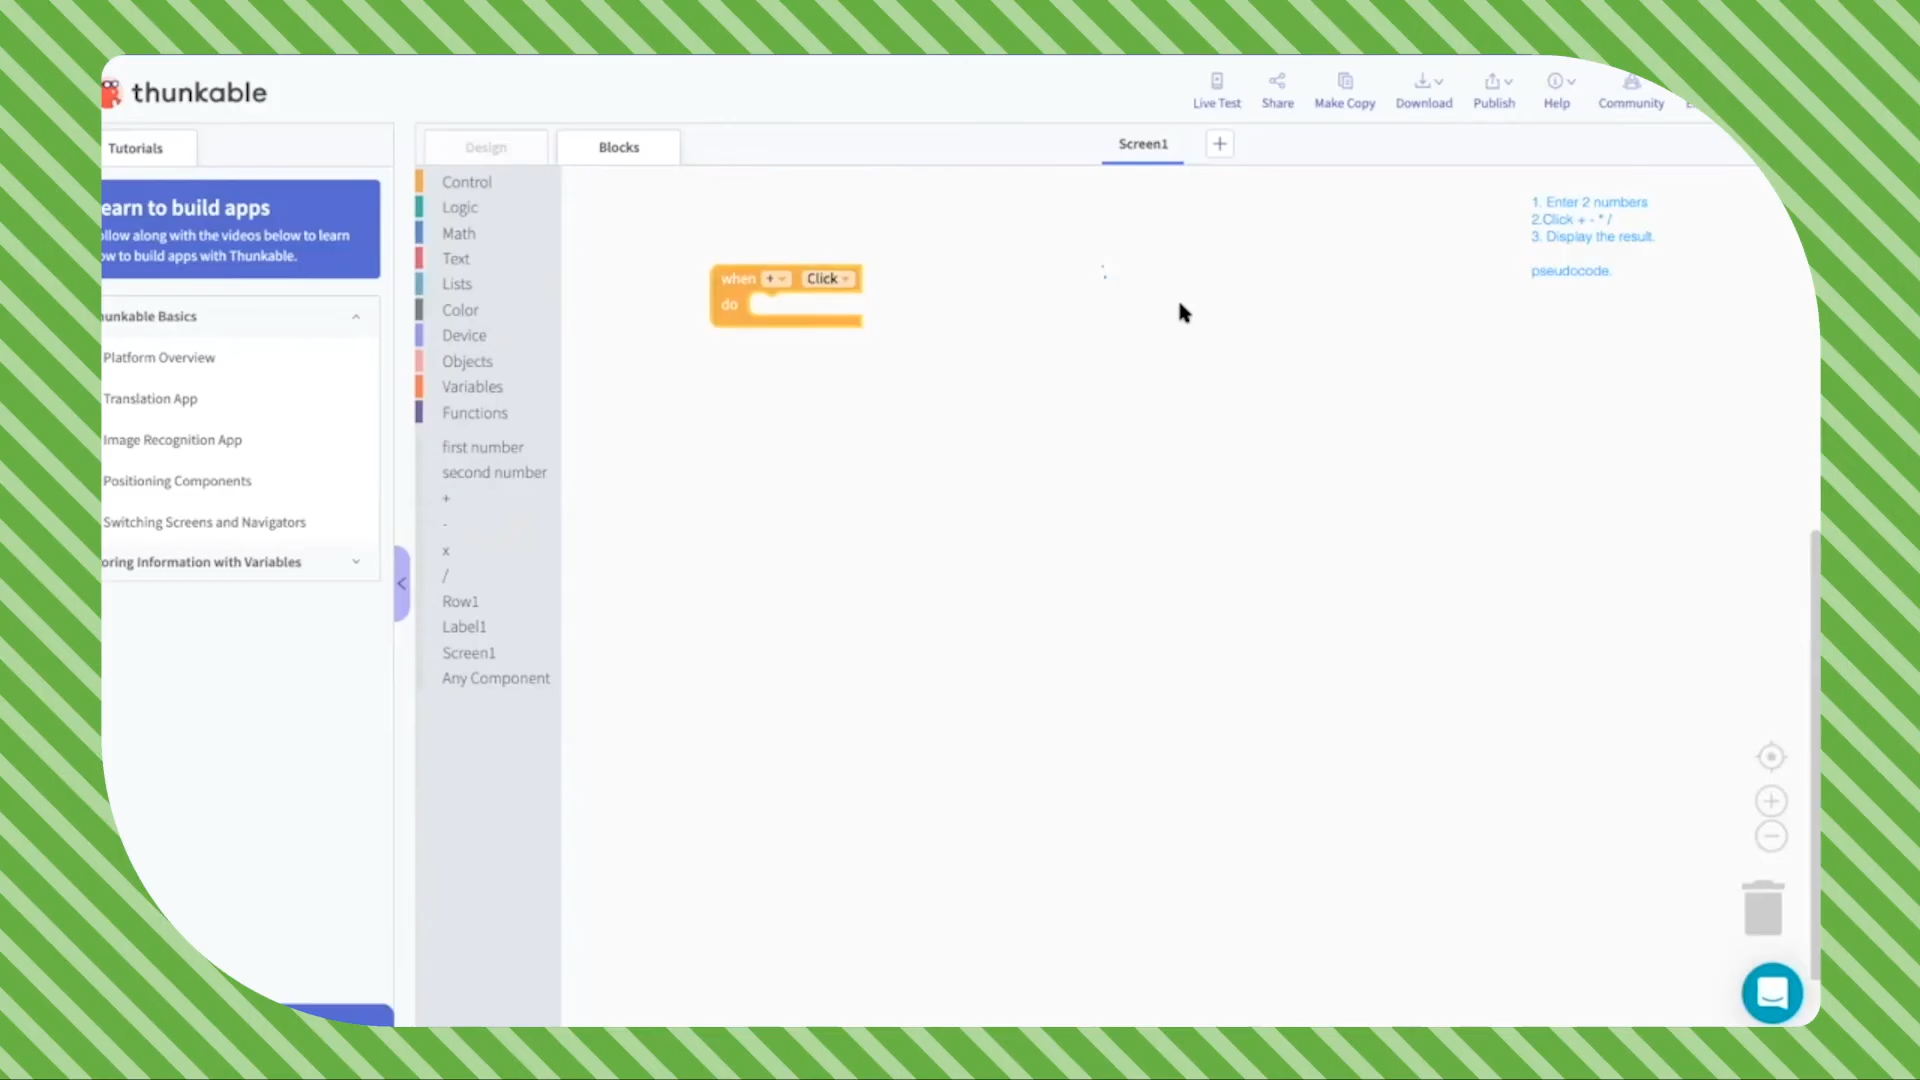 thunkable
Live Test
Share
Make Copy
Download
Publish
Help
Community
Tutorials
Design
Blocks
Screen1
earn to build apps
ollow along with the videos below to learn
ow to build apps with Thunkable.
unkable Basics
Platform Overview
Translation App
Image Recognition App
Positioning Components
Switching Screens and Navigators
oring Information with Variables
Control
Logic
Math
Text
Lists
Color
Device
Objects
Variables
Functions
first number
second number
+
-
x
/
Row1
Label1
Screen1
Any Component
when + Click
do
1. Enter 2 numbers
2.Click + - * /
3. Display the result.
pseudocode.